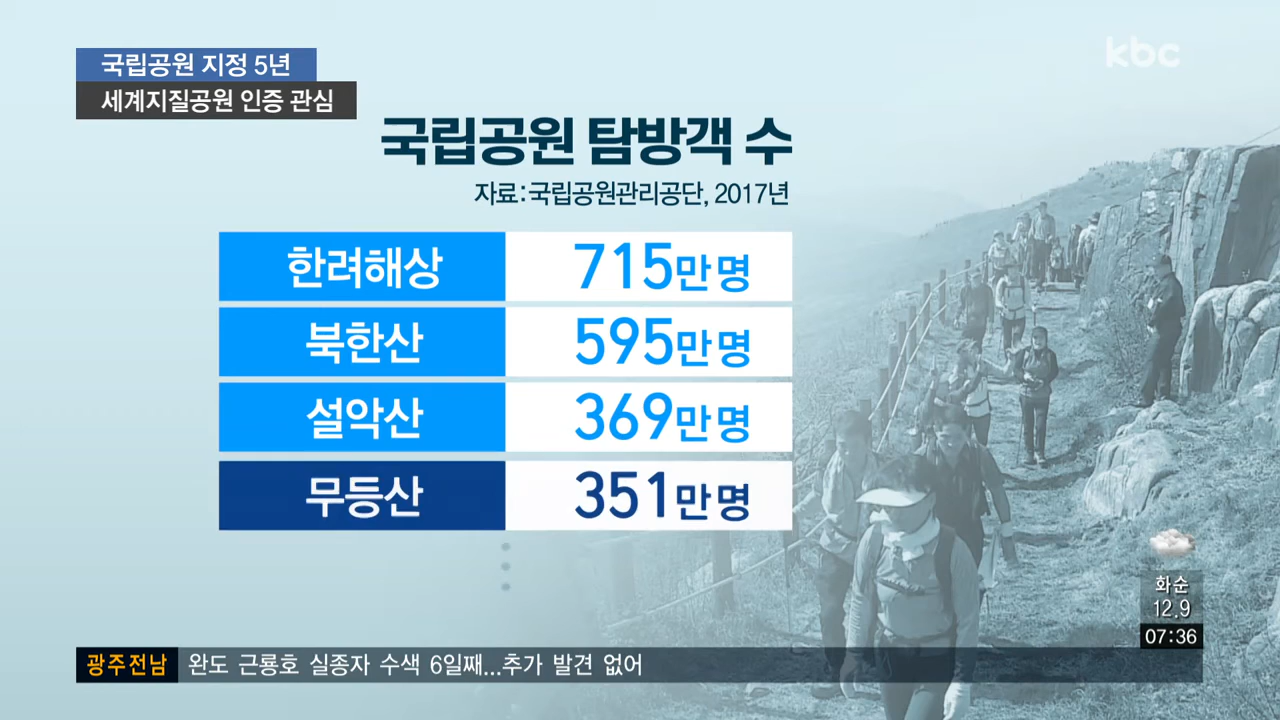 kbc
국립공원 지정 5년
세계지질공원 인증 관심
국립공원 탐방객 수
자료:국립공원관리공단, 2017년
한려해상 715만 명
북한산 595만 명
설악산 369만 명
무등산 351만 명
화순
12.9
07:36
광주전남 완도 근룡호 실종자 수색 6일째...추가 발견 없어